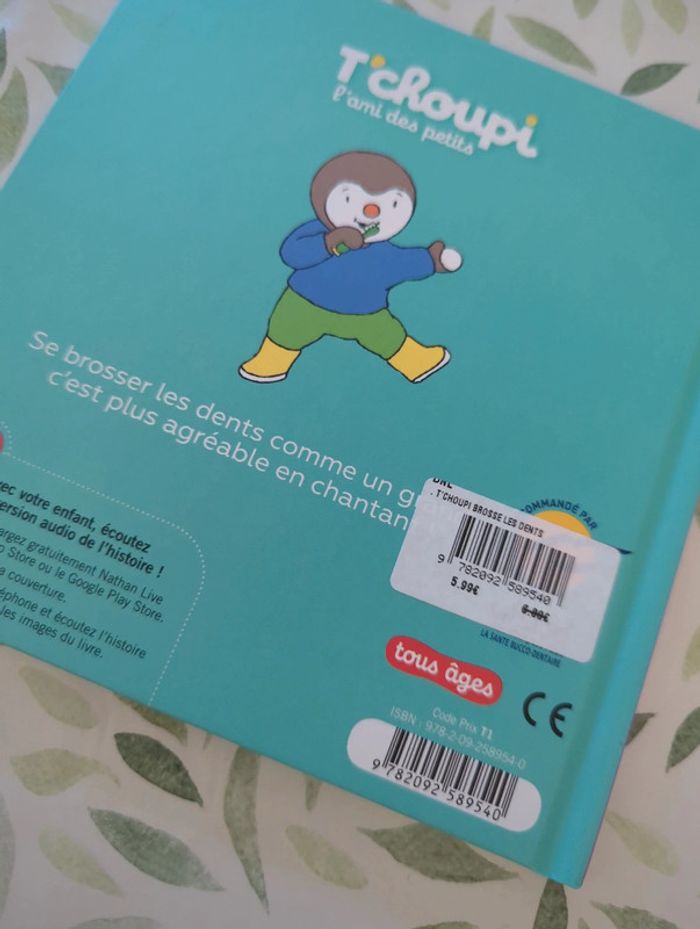 T'choupi
l'ami des petits
Se brosser les dents comme un
c'est plus agréable en chantan
avec votre enfant, écoutez
version audio de l'histoire !
argez gratuitement Nathan Live
Store ou le Google Play Store.
a couverture.
éphone et écoutez l'histoire
les images du livre.
COMMANDÉ PAR
. T'CHOUPI BROSSE LES DENTS
9 782092 589540
5.99€
LA SANTÉ BUCCO-DENTAIRE
tous âges
CE
Code Prix T1
ISBN : 978-2-09-258954-0
9 782092 589540